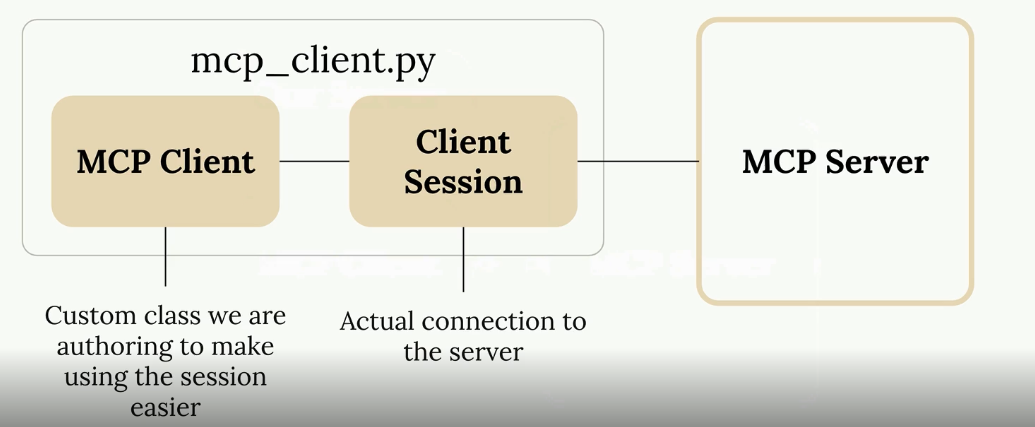 mcp_client.py
MCP Client
Client
Session
MCP Server
Custom class we are
authoring to make
using the session
easier
Actual connection to
the server